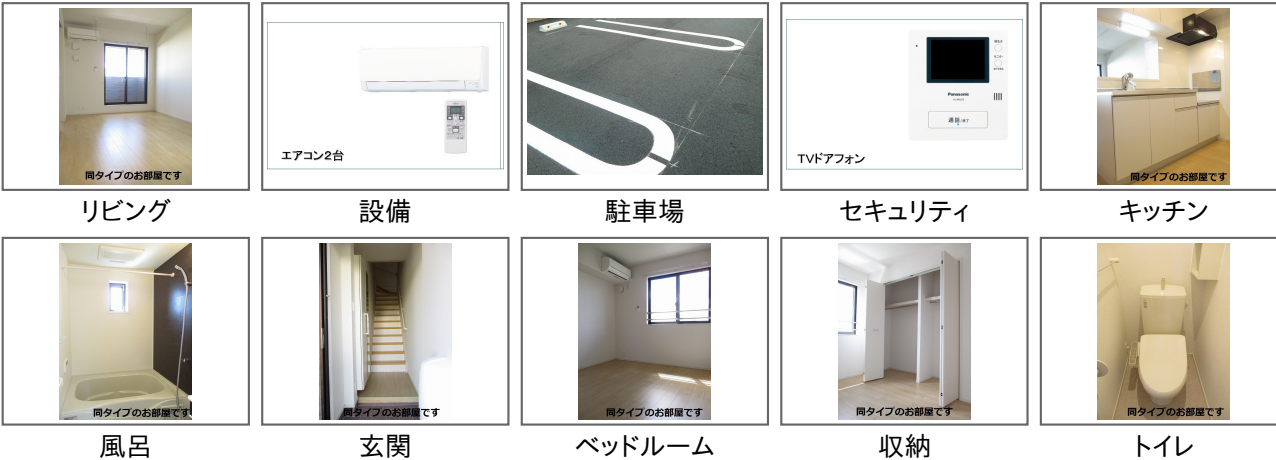 同タイプのお部屋です
エアコン2台
Panasonic
通話/終了
TVドアフォン
同タイプのお部屋です
リビング
設備
駐車場
セキュリティ
キッチン
同タイプのお部屋です
同タイプのお部屋です
同タイプのお部屋です
同タイプのお部屋です
同タイプのお部屋です
風呂
玄関
ベッドルーム
収納
トイレ